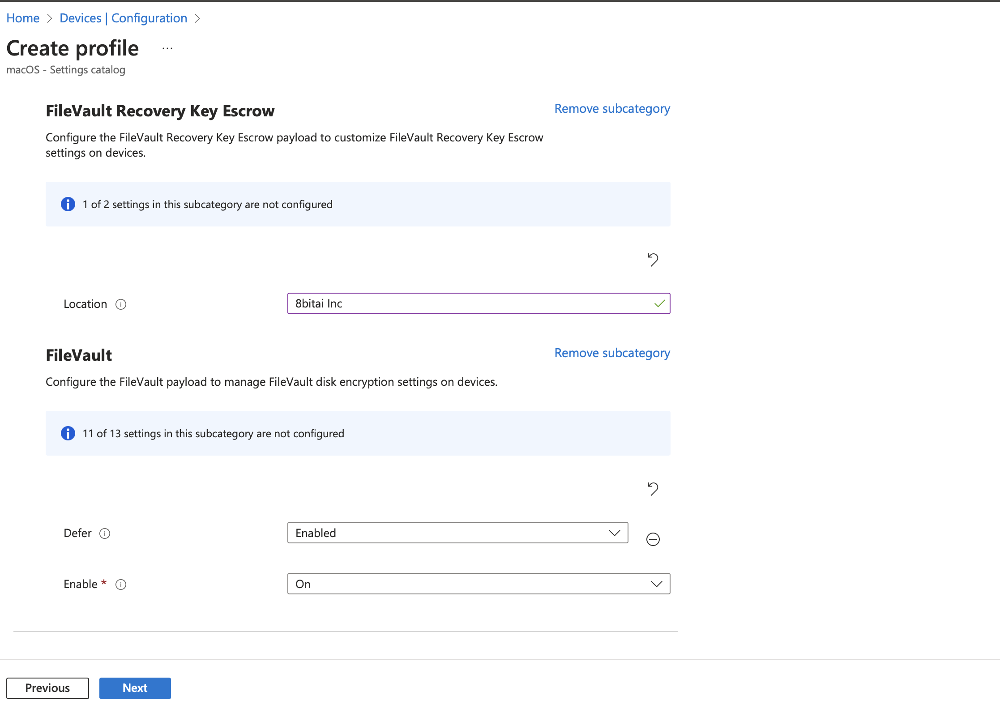 Home > Devices | Configuration >
Create profile ...
macOS - Settings catalog
FileVault Recovery Key Escrow
Remove subcategory
Configure the FileVault Recovery Key Escrow payload to customize FileVault Recovery Key Escrow
settings on devices.
1 of 2 settings in this subcategory are not configured
Location
8bitai Inc
FileVault
Remove subcategory
Configure the FileVault payload to manage FileVault disk encryption settings on devices.
11 of 13 settings in this subcategory are not configured
Defer
Enabled
Enable *
On
Previous
Next